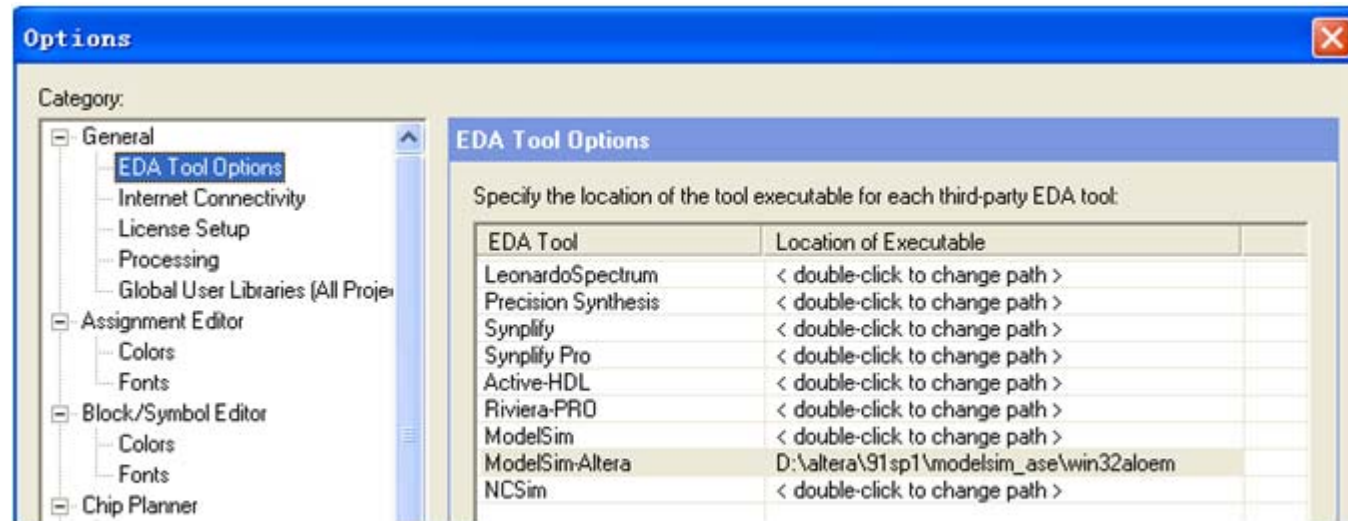 Options
Category:
General
EDA Tool Options
Internet Connectivity
License Setup
Processing
Global User Libraries (All Proje
Assignment Editor
Colors
Fonts
Block/Symbol Editor
Colors
Fonts
Chip Planner
EDA Tool Options
Specify the location of the tool executable for each third-party EDA tool:
EDA Tool Location of Executable
LeonardoSpectrum < double-click to change path >
Precision Synthesis < double-click to change path >
Synplify < double-click to change path >
Synplify Pro < double-click to change path >
Active-HDL < double-click to change path >
Riviera-PRO < double-click to change path >
ModelSim < double-click to change path >
ModelSim-Altera D:\altera\91sp1\modelsim_ase\win32aloem
NCSim < double-click to change path >